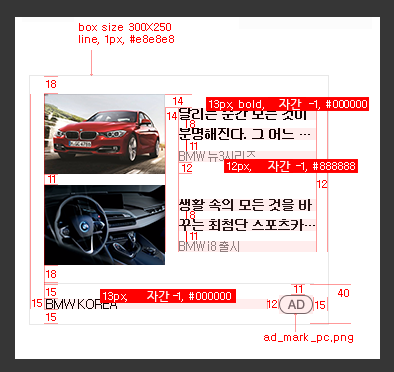 box size 300X250
line, 1px, #e8e8e8
18
14
13px, bold, 자간 -1, #000000
달리는 순간 모든 것이
14
18
분명해진다. 그 어느 …
11
BMW 뉴3시리즈
12px, 자간 -1, #888888
12
11
12
생활 속의 모든 것을 바
18
꾸는 최첨단 스포츠카…
11
BMW i8 출시
18
11
40
13px, 자간 -1, #000000
15
15
BMW KOREA
12
AD
15
15
ad_mark_pc.png